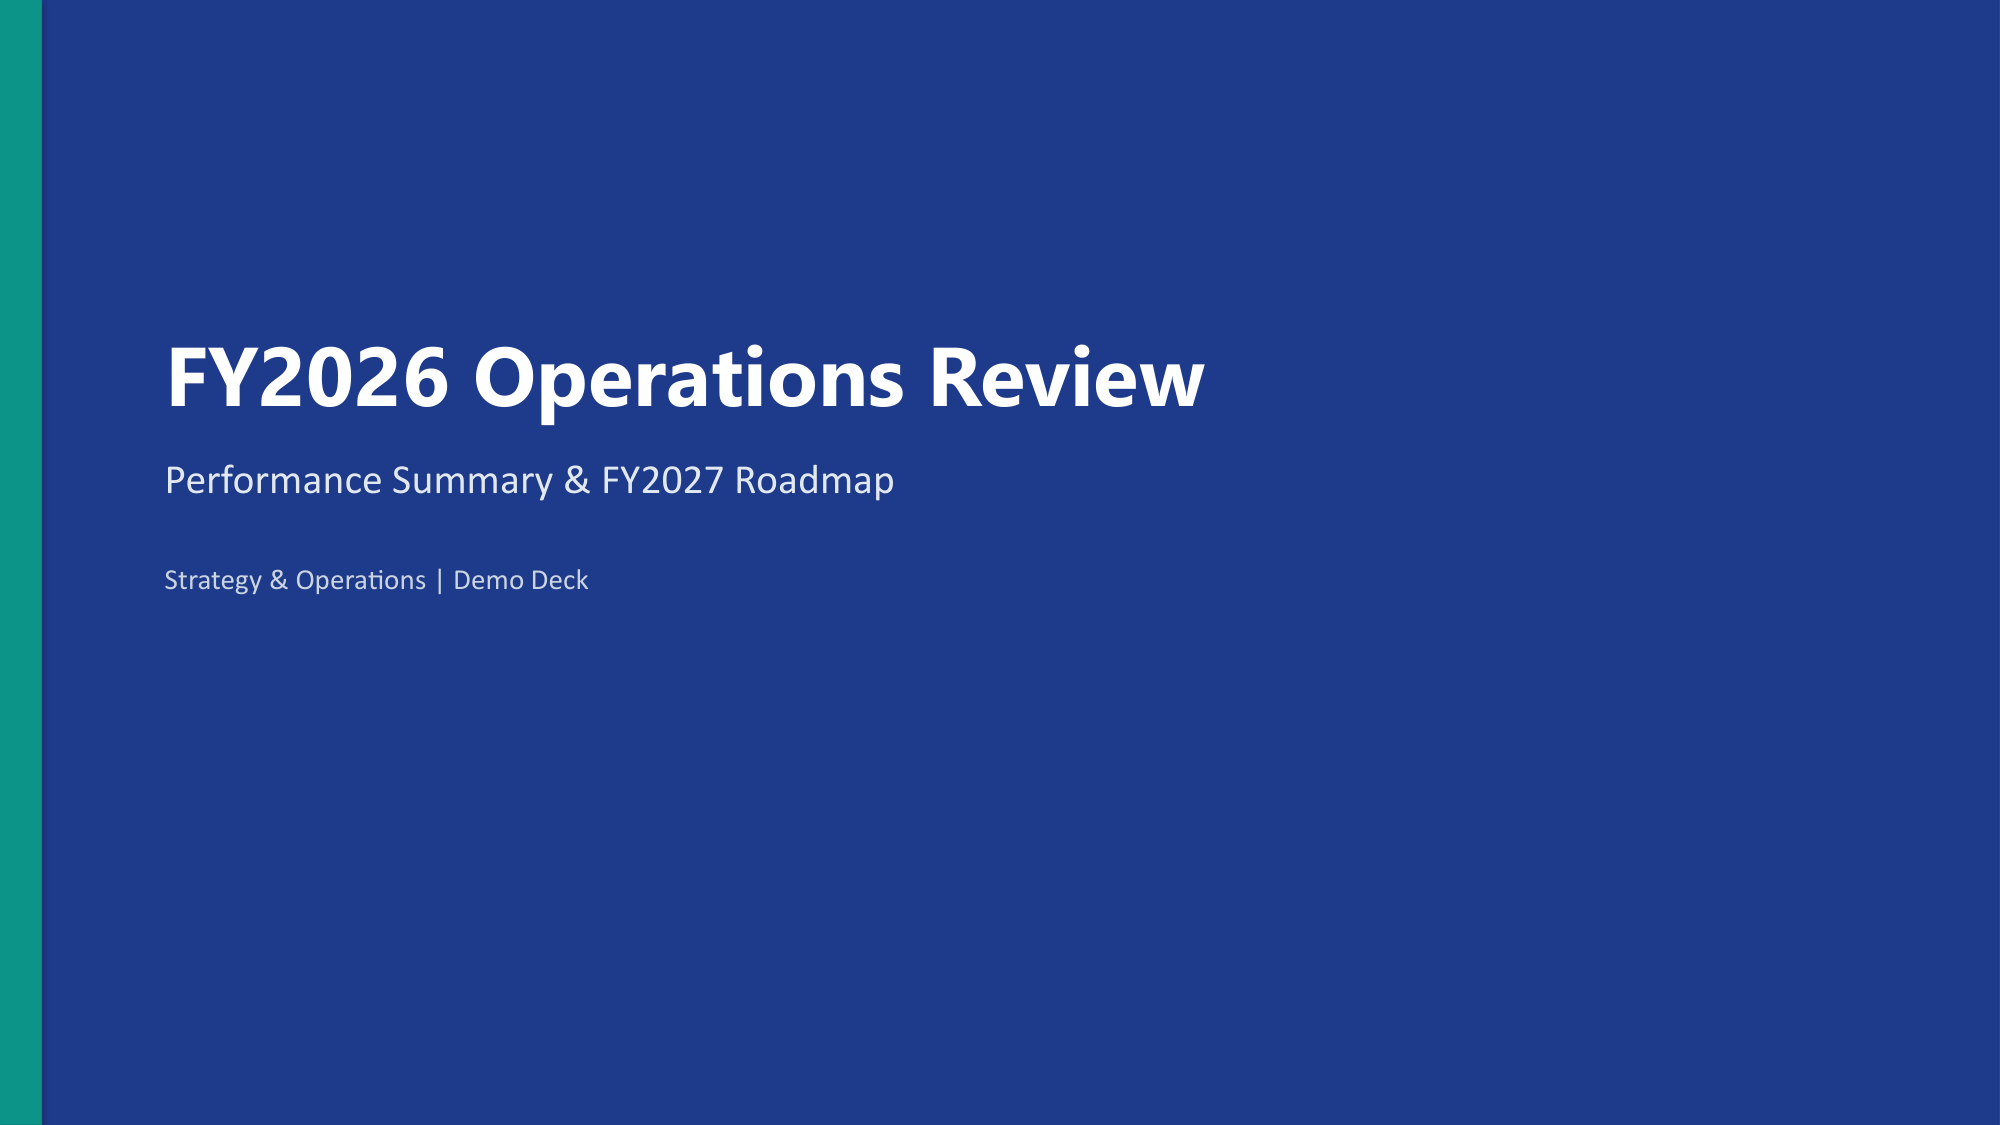 FY2026 Operations Review
Performance Summary & FY2027 Roadmap
Strategy & Operations | Demo Deck